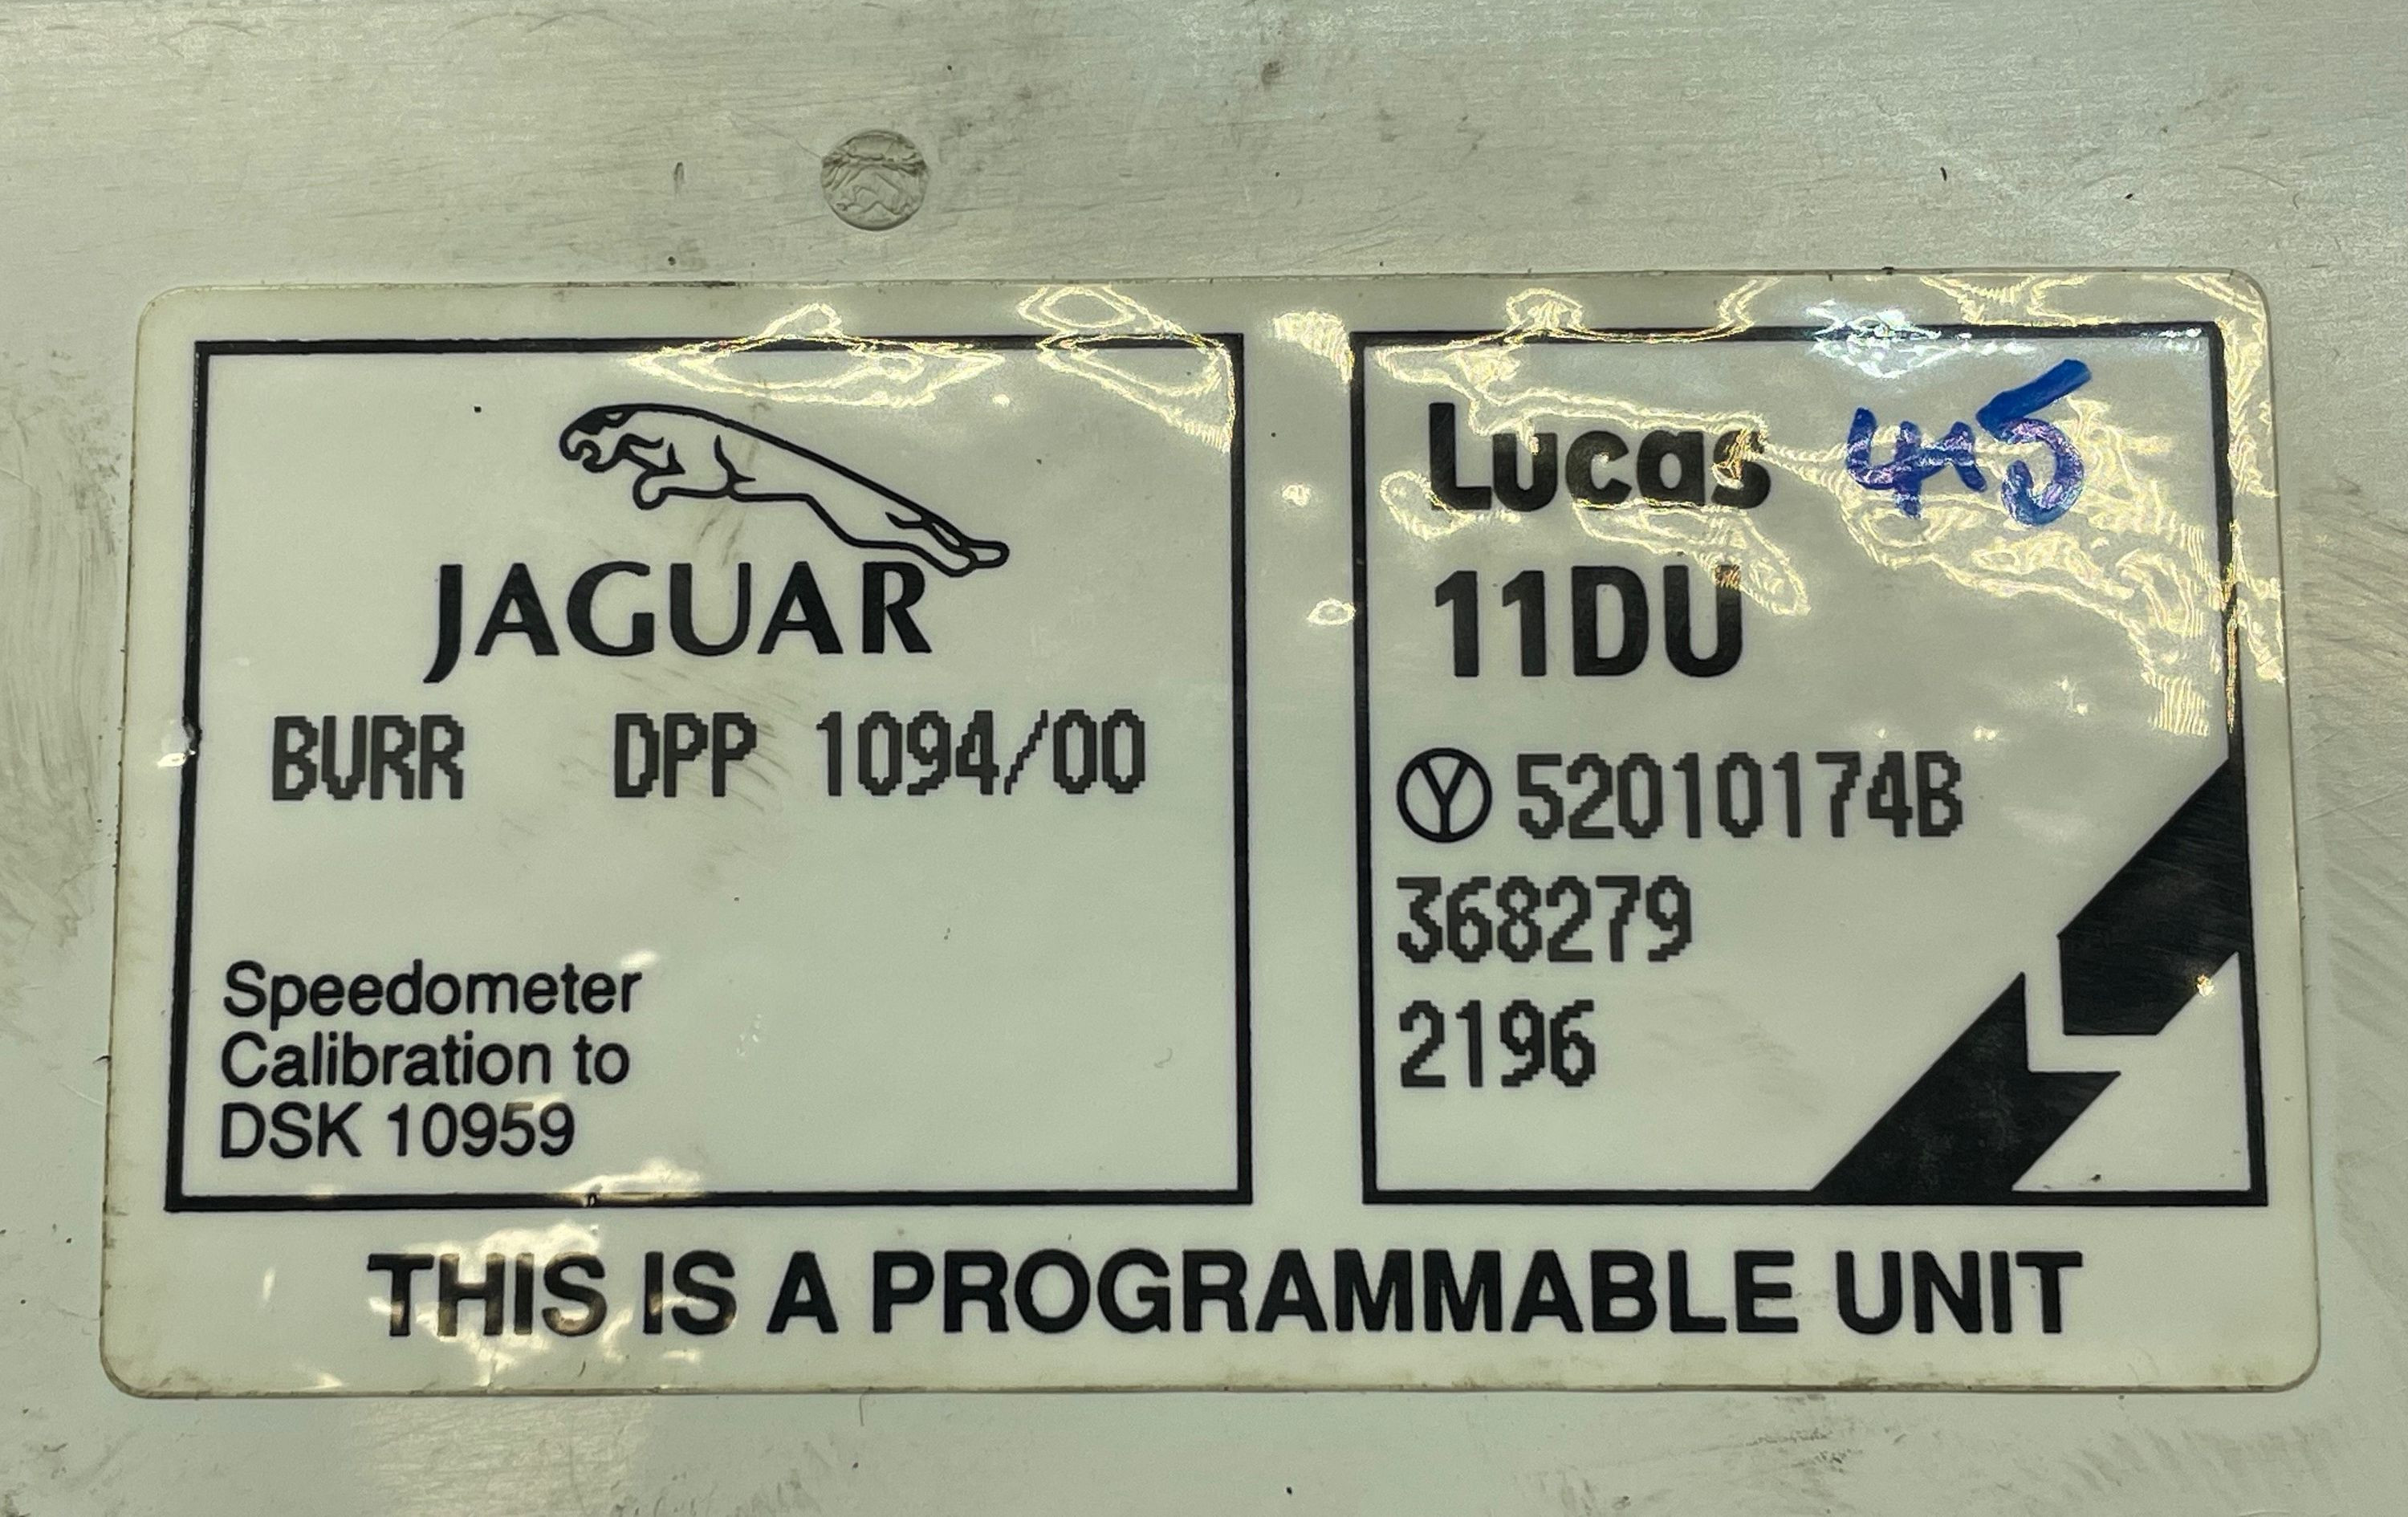 JAGUAR
BURR DPP 1094/00
Speedometer
Calibration to
DSK 10959
Lucas
11DU
Ⓨ 52010174B
368279
2196
THIS IS A PROGRAMMABLE UNIT